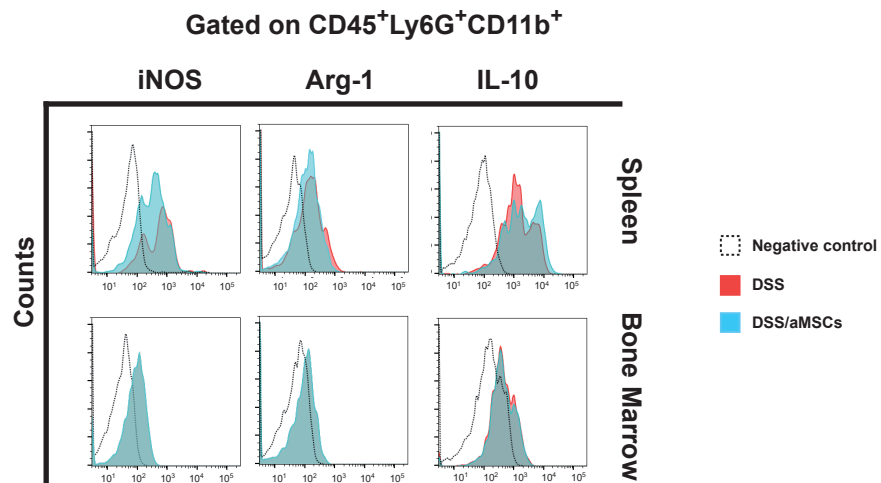 Gated on CD45⁺Ly6G⁺CD11b⁺
iNOS Arg-1 IL-10
Counts
Spleen
10¹ 10² 10³ 10⁴ 10⁵
10¹ 10² 10³ 10⁴ 10⁵
10¹ 10² 10³ 10⁴ 10⁵
Negative control
DSS
DSS/aMSCs
Bone Marrow
10¹ 10² 10³ 10⁴ 10⁵
10¹ 10² 10³ 10⁴ 10⁵
10¹ 10² 10³ 10⁴ 10⁵